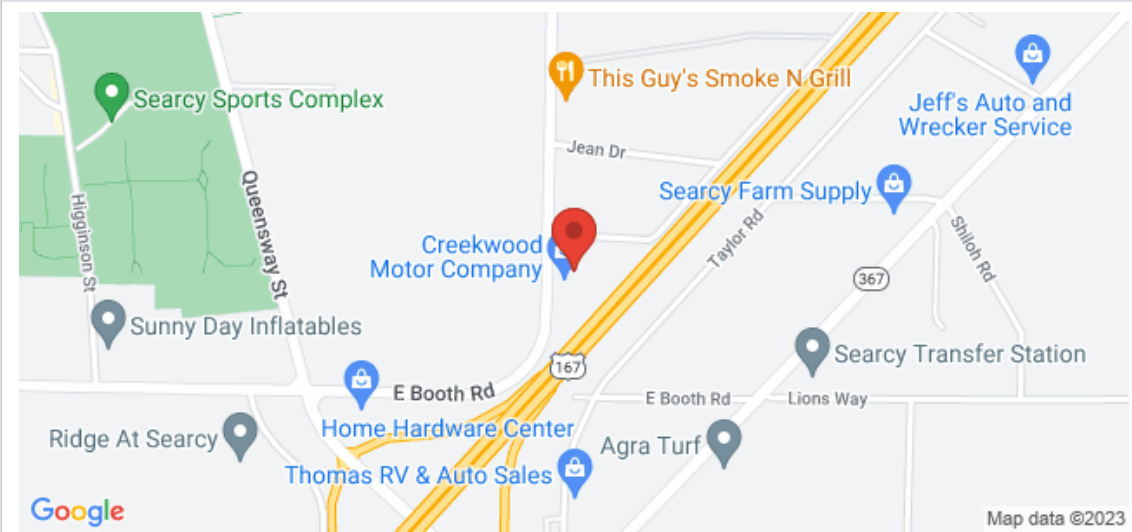 This Guy's Smoke N Grill
Searcy Sports Complex
Jeff's Auto and
Wrecker Service
Jean Dr
Searcy Farm Supply
Queensway St
Higginson St
Taylor Rd
Shiloh Rd
Creekwood
Motor Company
367
Sunny Day Inflatables
Searcy Transfer Station
167
E Booth Rd
E Booth Rd
Lions Way
Home Hardware Center
Ridge At Searcy
Agra Turf
Thomas RV & Auto Sales
Google
Map data ©2023